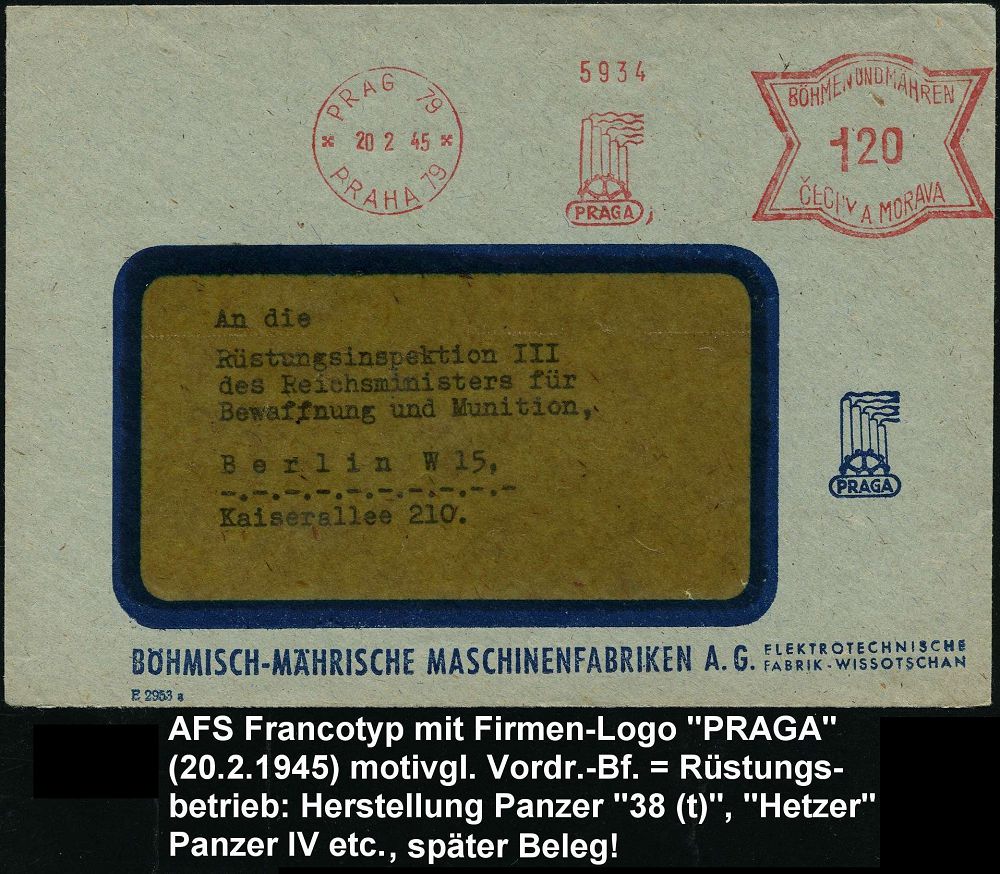 PRAG 79
20 2 45
PRAHA 79
5934
PRAGA
BÖHMEN UND MÄHREN
120
ČECHY A MORAVA
An die
Rüstungsinspektion III
des Reichsministers für
Bewaffnung und Munition,
Berlin W 15,
-.-.-.-.-.-.-.-.-.-
Kaiserallee 210.
PRAGA
BÖHMISCH-MÄHRISCHE MASCHINENFABRIKEN A.G. ELEKTROTECHNISCHE
FABRIK-WISSOTSCHAN
E 2953 a
AFS Francotyp mit Firmen-Logo "PRAGA"
(20.2.1945) motivgl. Vordr.-Bf. = Rüstungs-
betrieb: Herstellung Panzer "38 (t)", "Hetzer"
Panzer IV etc., später Beleg!